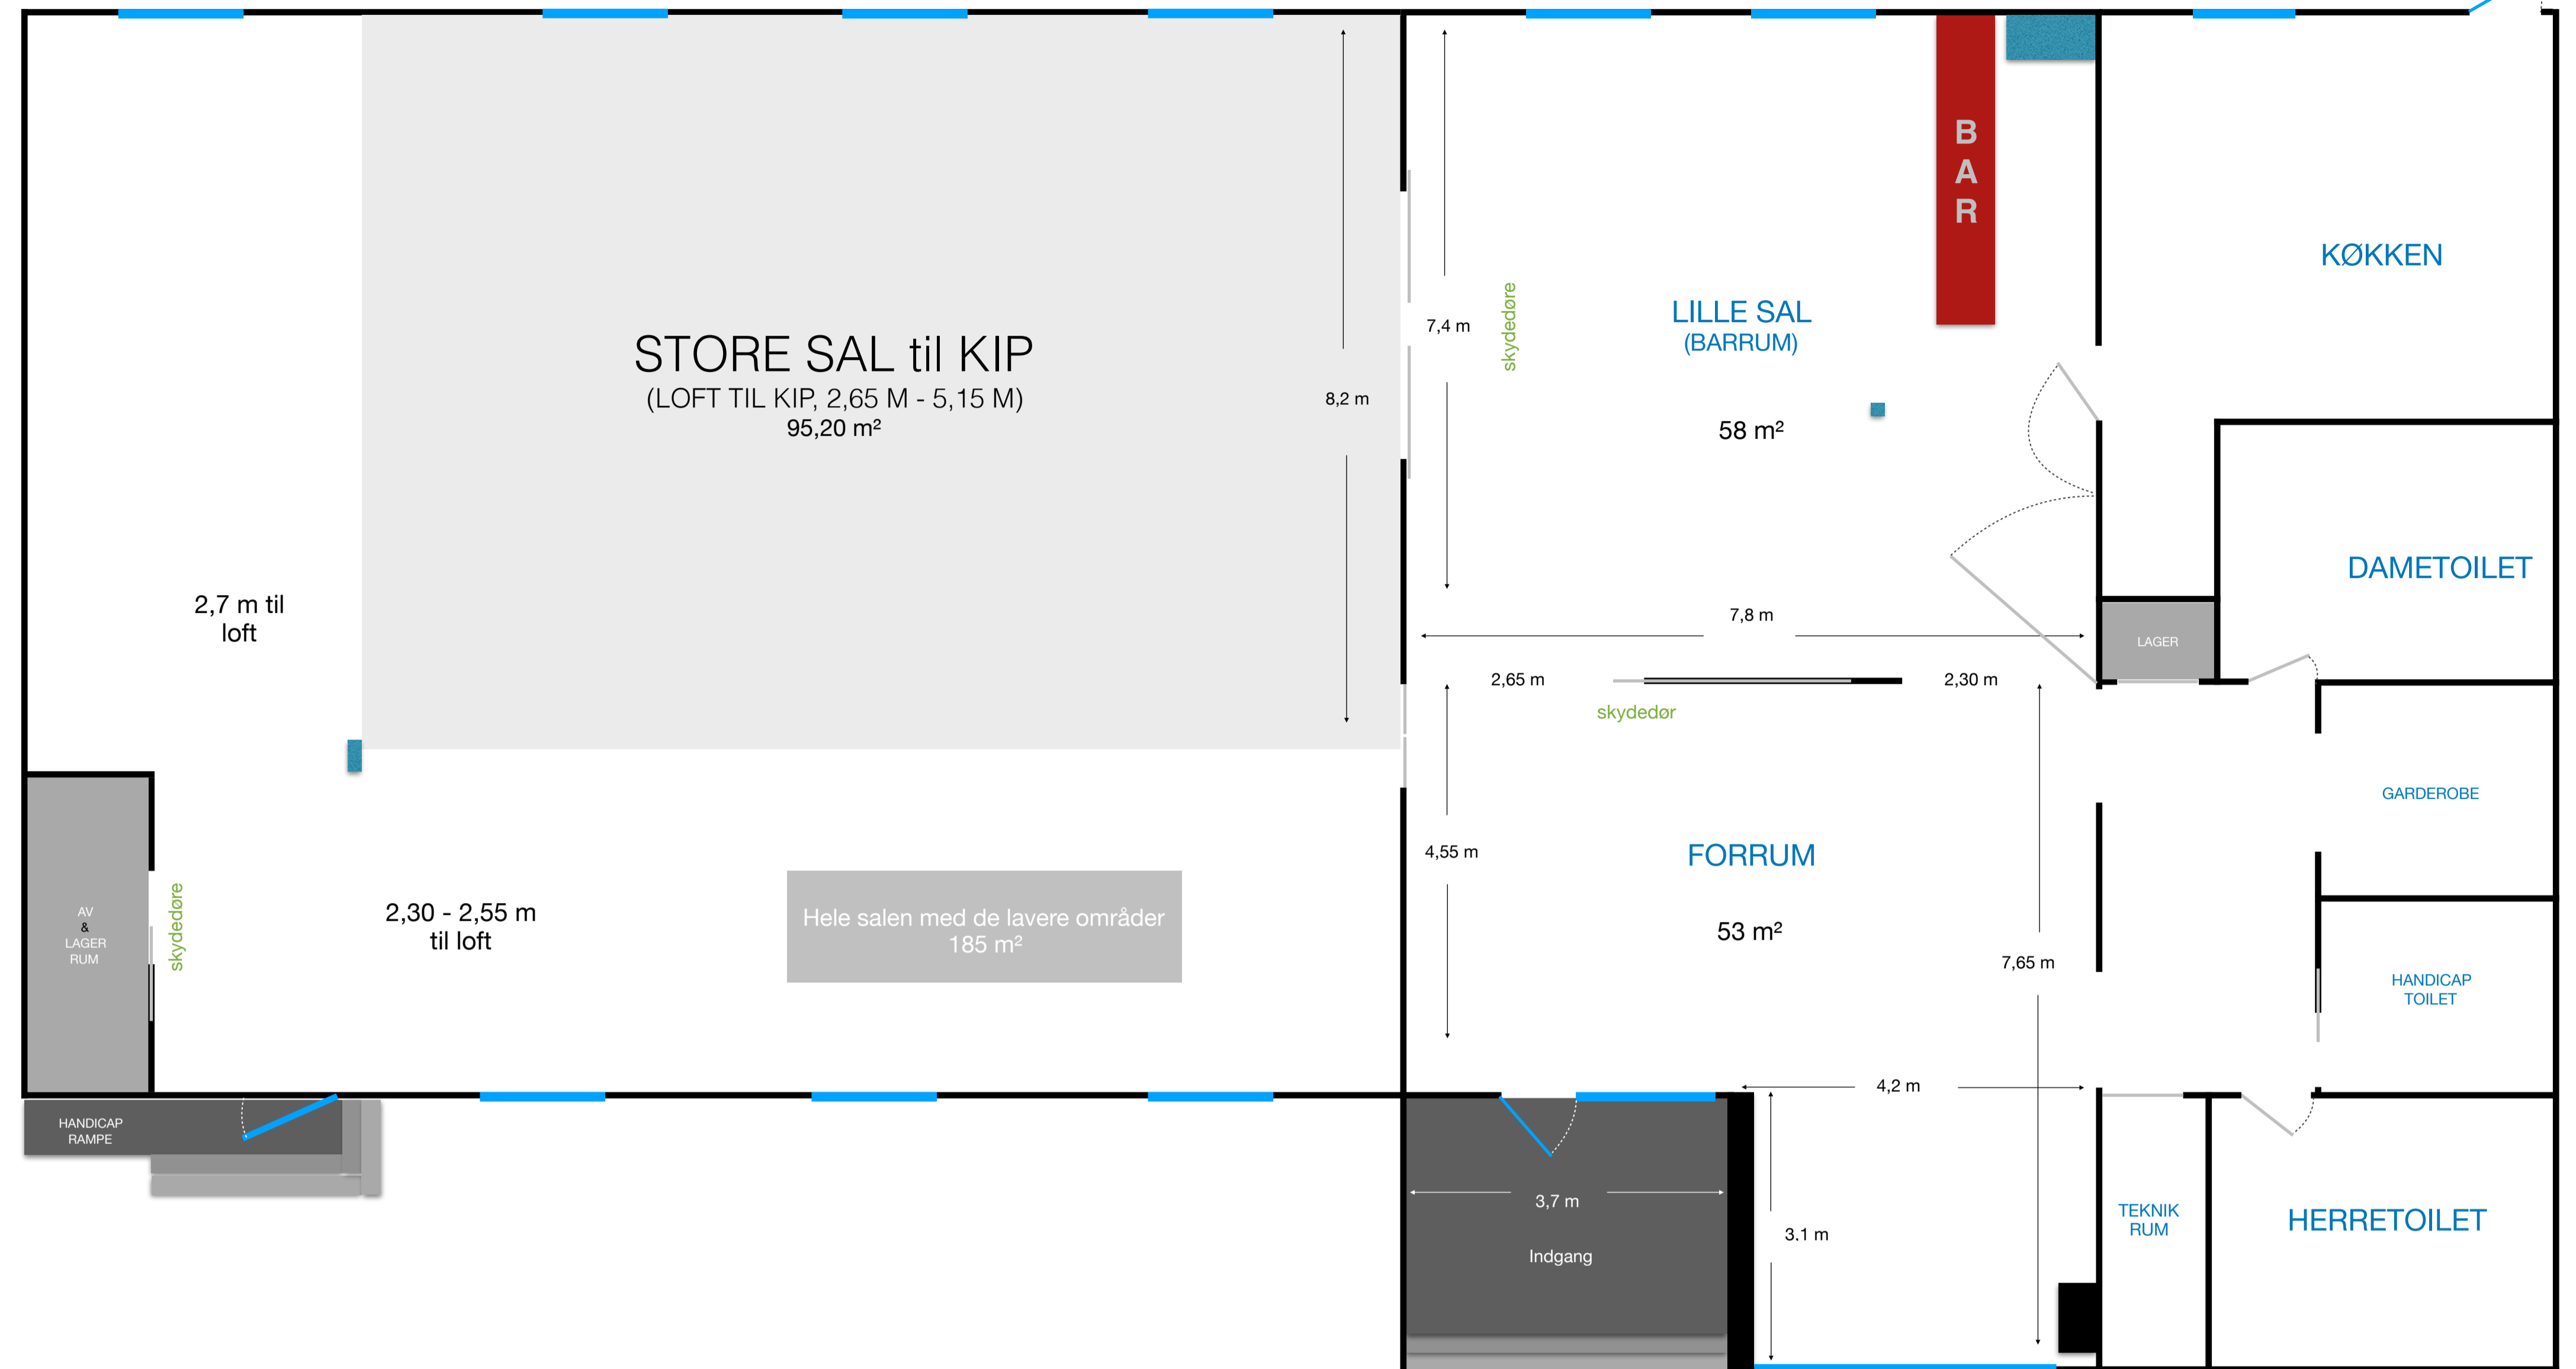 STORE SAL til KIP
(LOFT TIL KIP, 2,65 M - 5,15 M)
95,20 m²
8,2 m
7,4 m
skydedøre
LILLE SAL
(BARRUM)
58 m²
B
A
R
KØKKEN
DAMETOILET
LAGER
2,7 m til
loft
7,8 m
2,65 m
2,30 m
skydedør
GARDEROBE
4,55 m
FORRUM
53 m²
7,65 m
HANDICAP
TOILET
AV
&
LAGER
RUM
skydedøre
2,30 - 2,55 m
til loft
Hele salen med de lavere områder
185 m²
4,2 m
HANDICAP
RAMPE
3,7 m
Indgang
3.1 m
TEKNIK
RUM
HERRETOILET